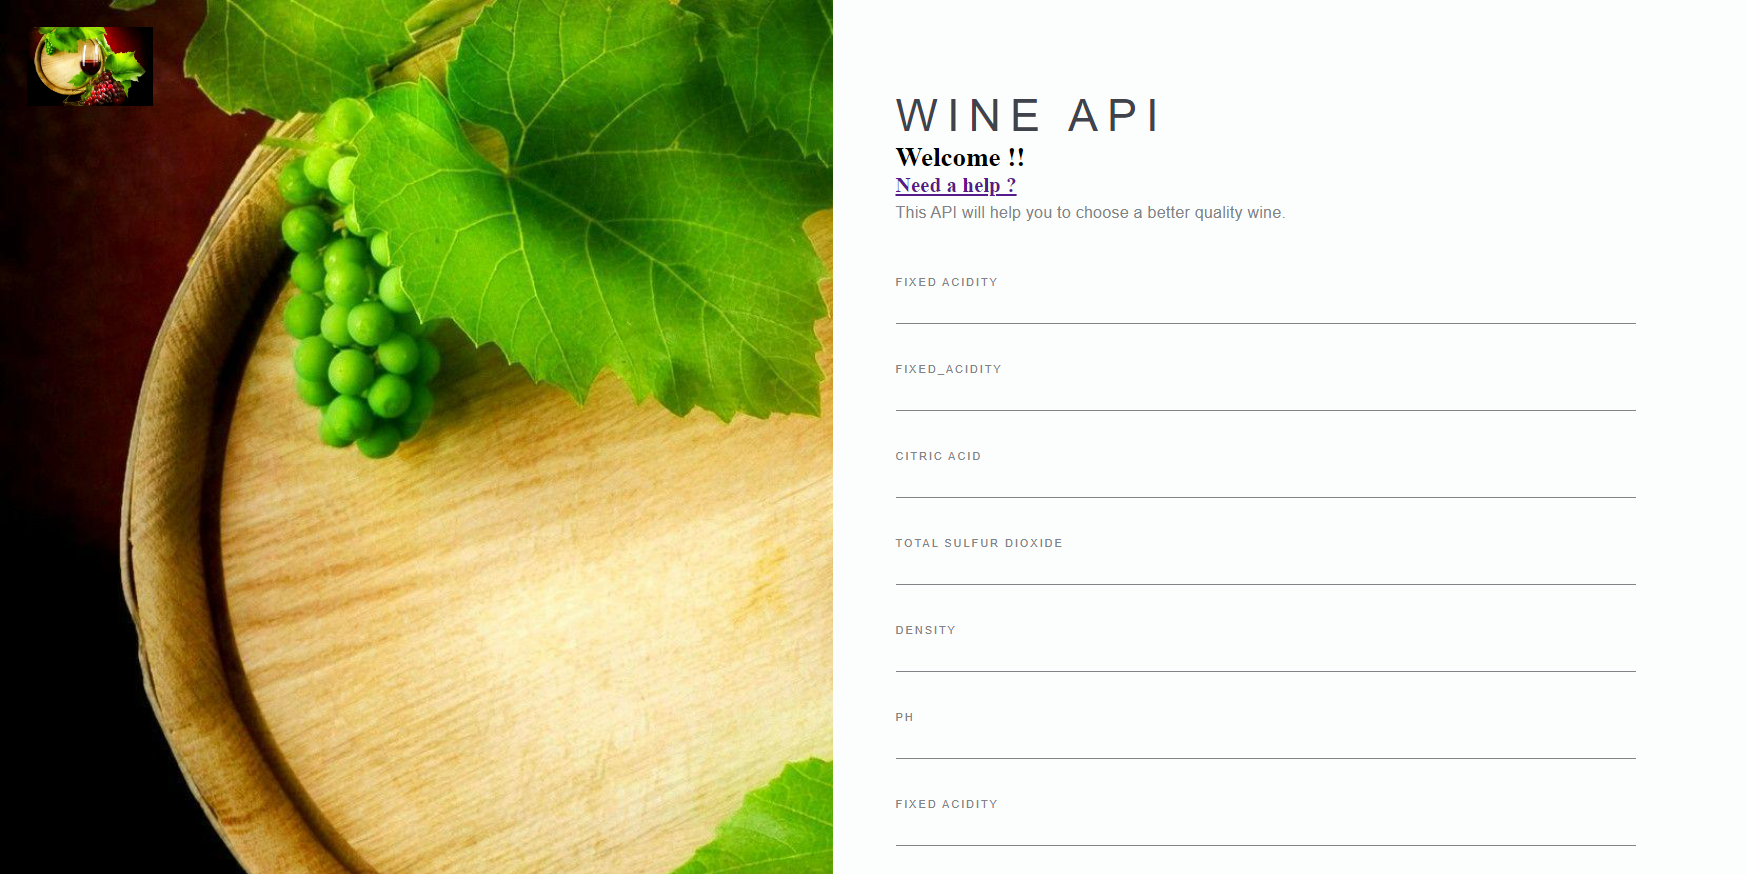 WINE API
Welcome !!
Need a help ?
This API will help you to choose a better quality wine.
FIXED ACIDITY
FIXED_ACIDITY
CITRIC ACID
TOTAL SULFUR DIOXIDE
DENSITY
PH
FIXED ACIDITY